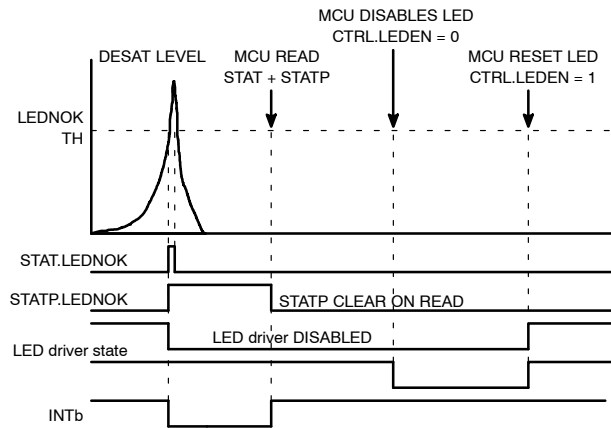 MCU DISABLES LED
CTRL.LEDEN = 0
DESAT LEVEL
MCU READ
STAT + STATP
MCU RESET LED
CTRL.LEDEN = 1
LEDNOK
TH
STAT.LEDNOK
STATP.LEDNOK
STATP CLEAR ON READ
LED driver DISABLED
LED driver state
INTb